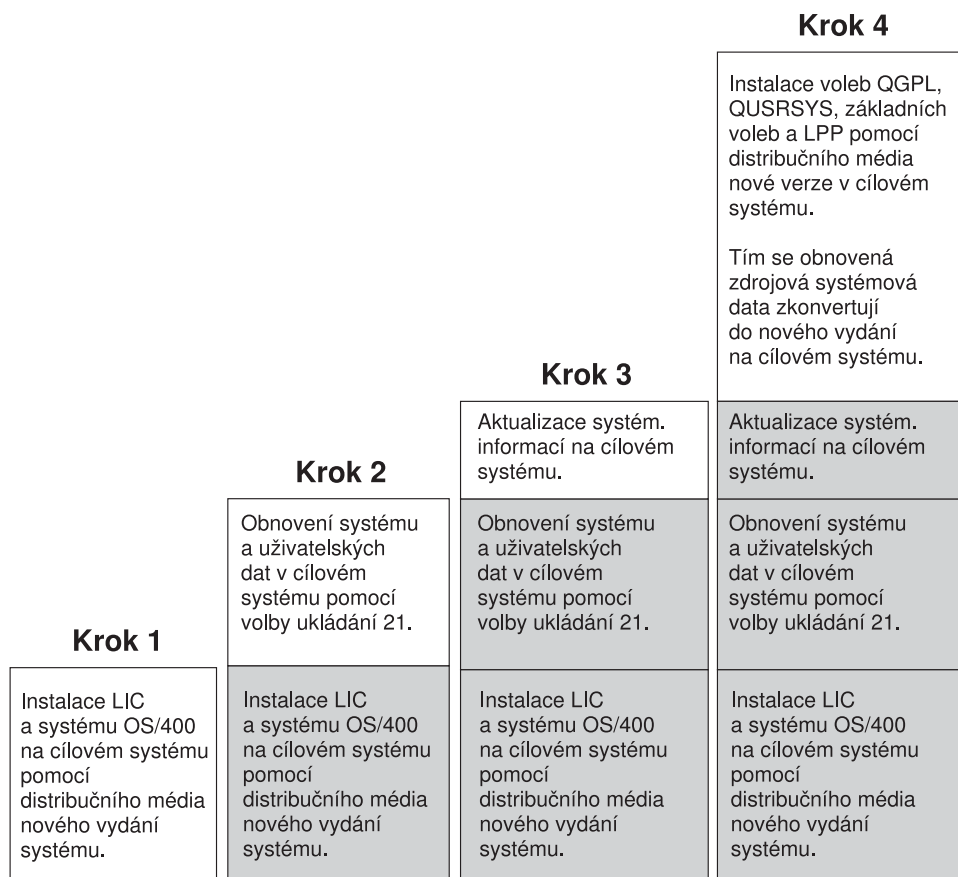 Krok 4
Instalace voleb QGPL,
QUSRSYS, základních
voleb a LPP pomocí
distribučního média
nové verze v cílovém
systému.
Tím se obnovená
zdrojová systémová
data zkonvertují
do nového vydání
na cílovém systému.
Aktualizace systém.
informací na cílovém
systému.
Obnovení systému
a uživatelských
dat v cílovém
systému pomocí
volby ukládání 21.
Instalace LIC
a systému OS/400
na cílovém systému
pomocí
distribučního média
nového vydání
systému.
Krok 3
Aktualizace systém.
informací na cílovém
systému.
Obnovení systému
a uživatelských
dat v cílovém
systému pomocí
volby ukládání 21.
Instalace LIC
a systému OS/400
na cílovém systému
pomocí
distribučního média
nového vydání
systému.
Krok 2
Obnovení systému
a uživatelských
dat v cílovém
systému pomocí
volby ukládání 21.
Instalace LIC
a systému OS/400
na cílovém systému
pomocí
distribučního média
nového vydání
systému.
Krok 1
Instalace LIC
a systému OS/400
na cílovém systému
pomocí
distribučního média
nového vydání
systému.